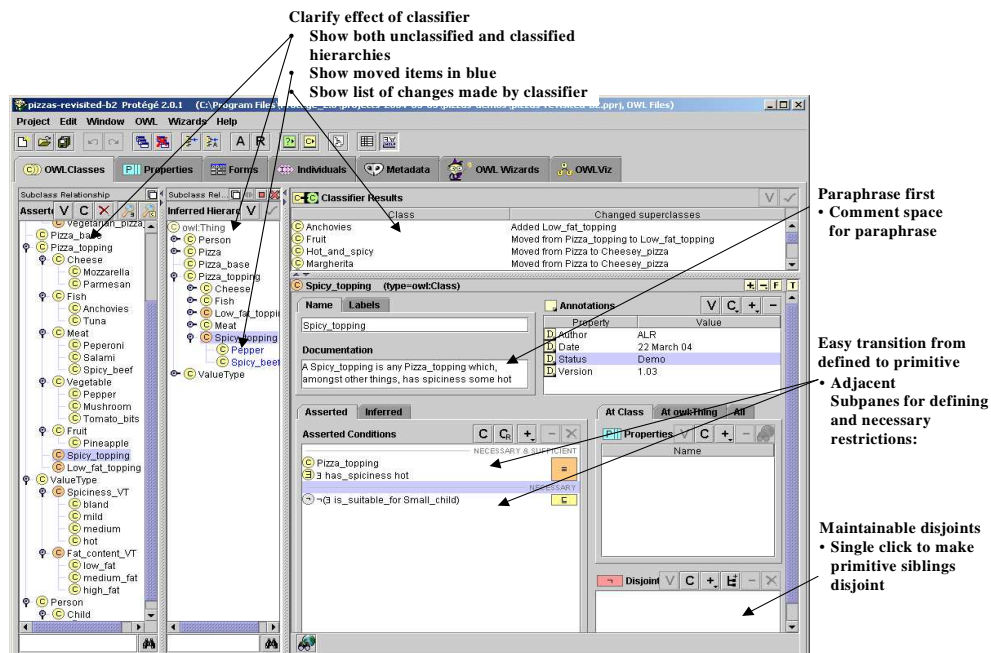 Clarify effect of classifier
• Show both unclassified and classified
hierarchies
• Show moved items in blue
• Sbow list of changes made by classifier
pizzas-revisited-b2 Protégé 2.0.1 (C:\Program Files
Project Edit Window OWL Wizards Help
OWLClasses Properties Forms Individuals Metadata OWL Wizards OWLViz
Subclass Relationship
Vegetarian_pizza
Pizza_base
Pizza_topping
Cheese
Mozzarella
Parmesan
Fish
Anchovies
Tuna
Meat
Peperoni
Salami
Spicy_beef
Vegetable
Pepper
Mushroom
Tomato_bits
Fruit
Pineapple
Spicy_topping
Low_fat_topping
ValueType
Spiciness_VT
bland
mild
medium
hot
Fat_content_VT
low_fat
medium_fat
high_fat
Person
Child
Subclass Rel...
Inferred Hierarc
owl:Thing
Person
Pizza
Pizza_base
Pizza_topping
Cheese
Fish
Low_fat_toppi
Meat
Spicy_topping
Pepper
Spicy_beef
ValueType
Classifier Results
Class Changed superclasses
Anchovies Added Low_fat_topping
Fruit Moved from Pizza_topping to Low_fat_topping
Hot_and_spicy Moved from Pizza to Cheesey_pizza
Margherita Moved from Pizza to Cheesey_pizza
Spicy_topping (type=owl:Class)
Name Labels
Spicy_topping
Documentation
A Spicy_topping is any Pizza_topping which,
amongst other things, has spiciness some hot
Annotations
Property Value
Author ALR
Date 22 March 04
Status Demo
Version 1.03
Asserted Inferred
Asserted Conditions
NECESSARY & SUFFICIENT
Pizza_topping
∃ has_spiciness hot
NECESSARY
¬(∃ is_suitable_for Small_child)
At Class At owl:Thing All
Properties
Name
Disjoint
Paraphrase first
• Comment space
for paraphrase
Easy transition from
defined to primitive
• Adjacent
Subpanes for defining
and necessary
restrictions:
Maintainable disjoints
• Single click to make
primitive siblings
disjoint